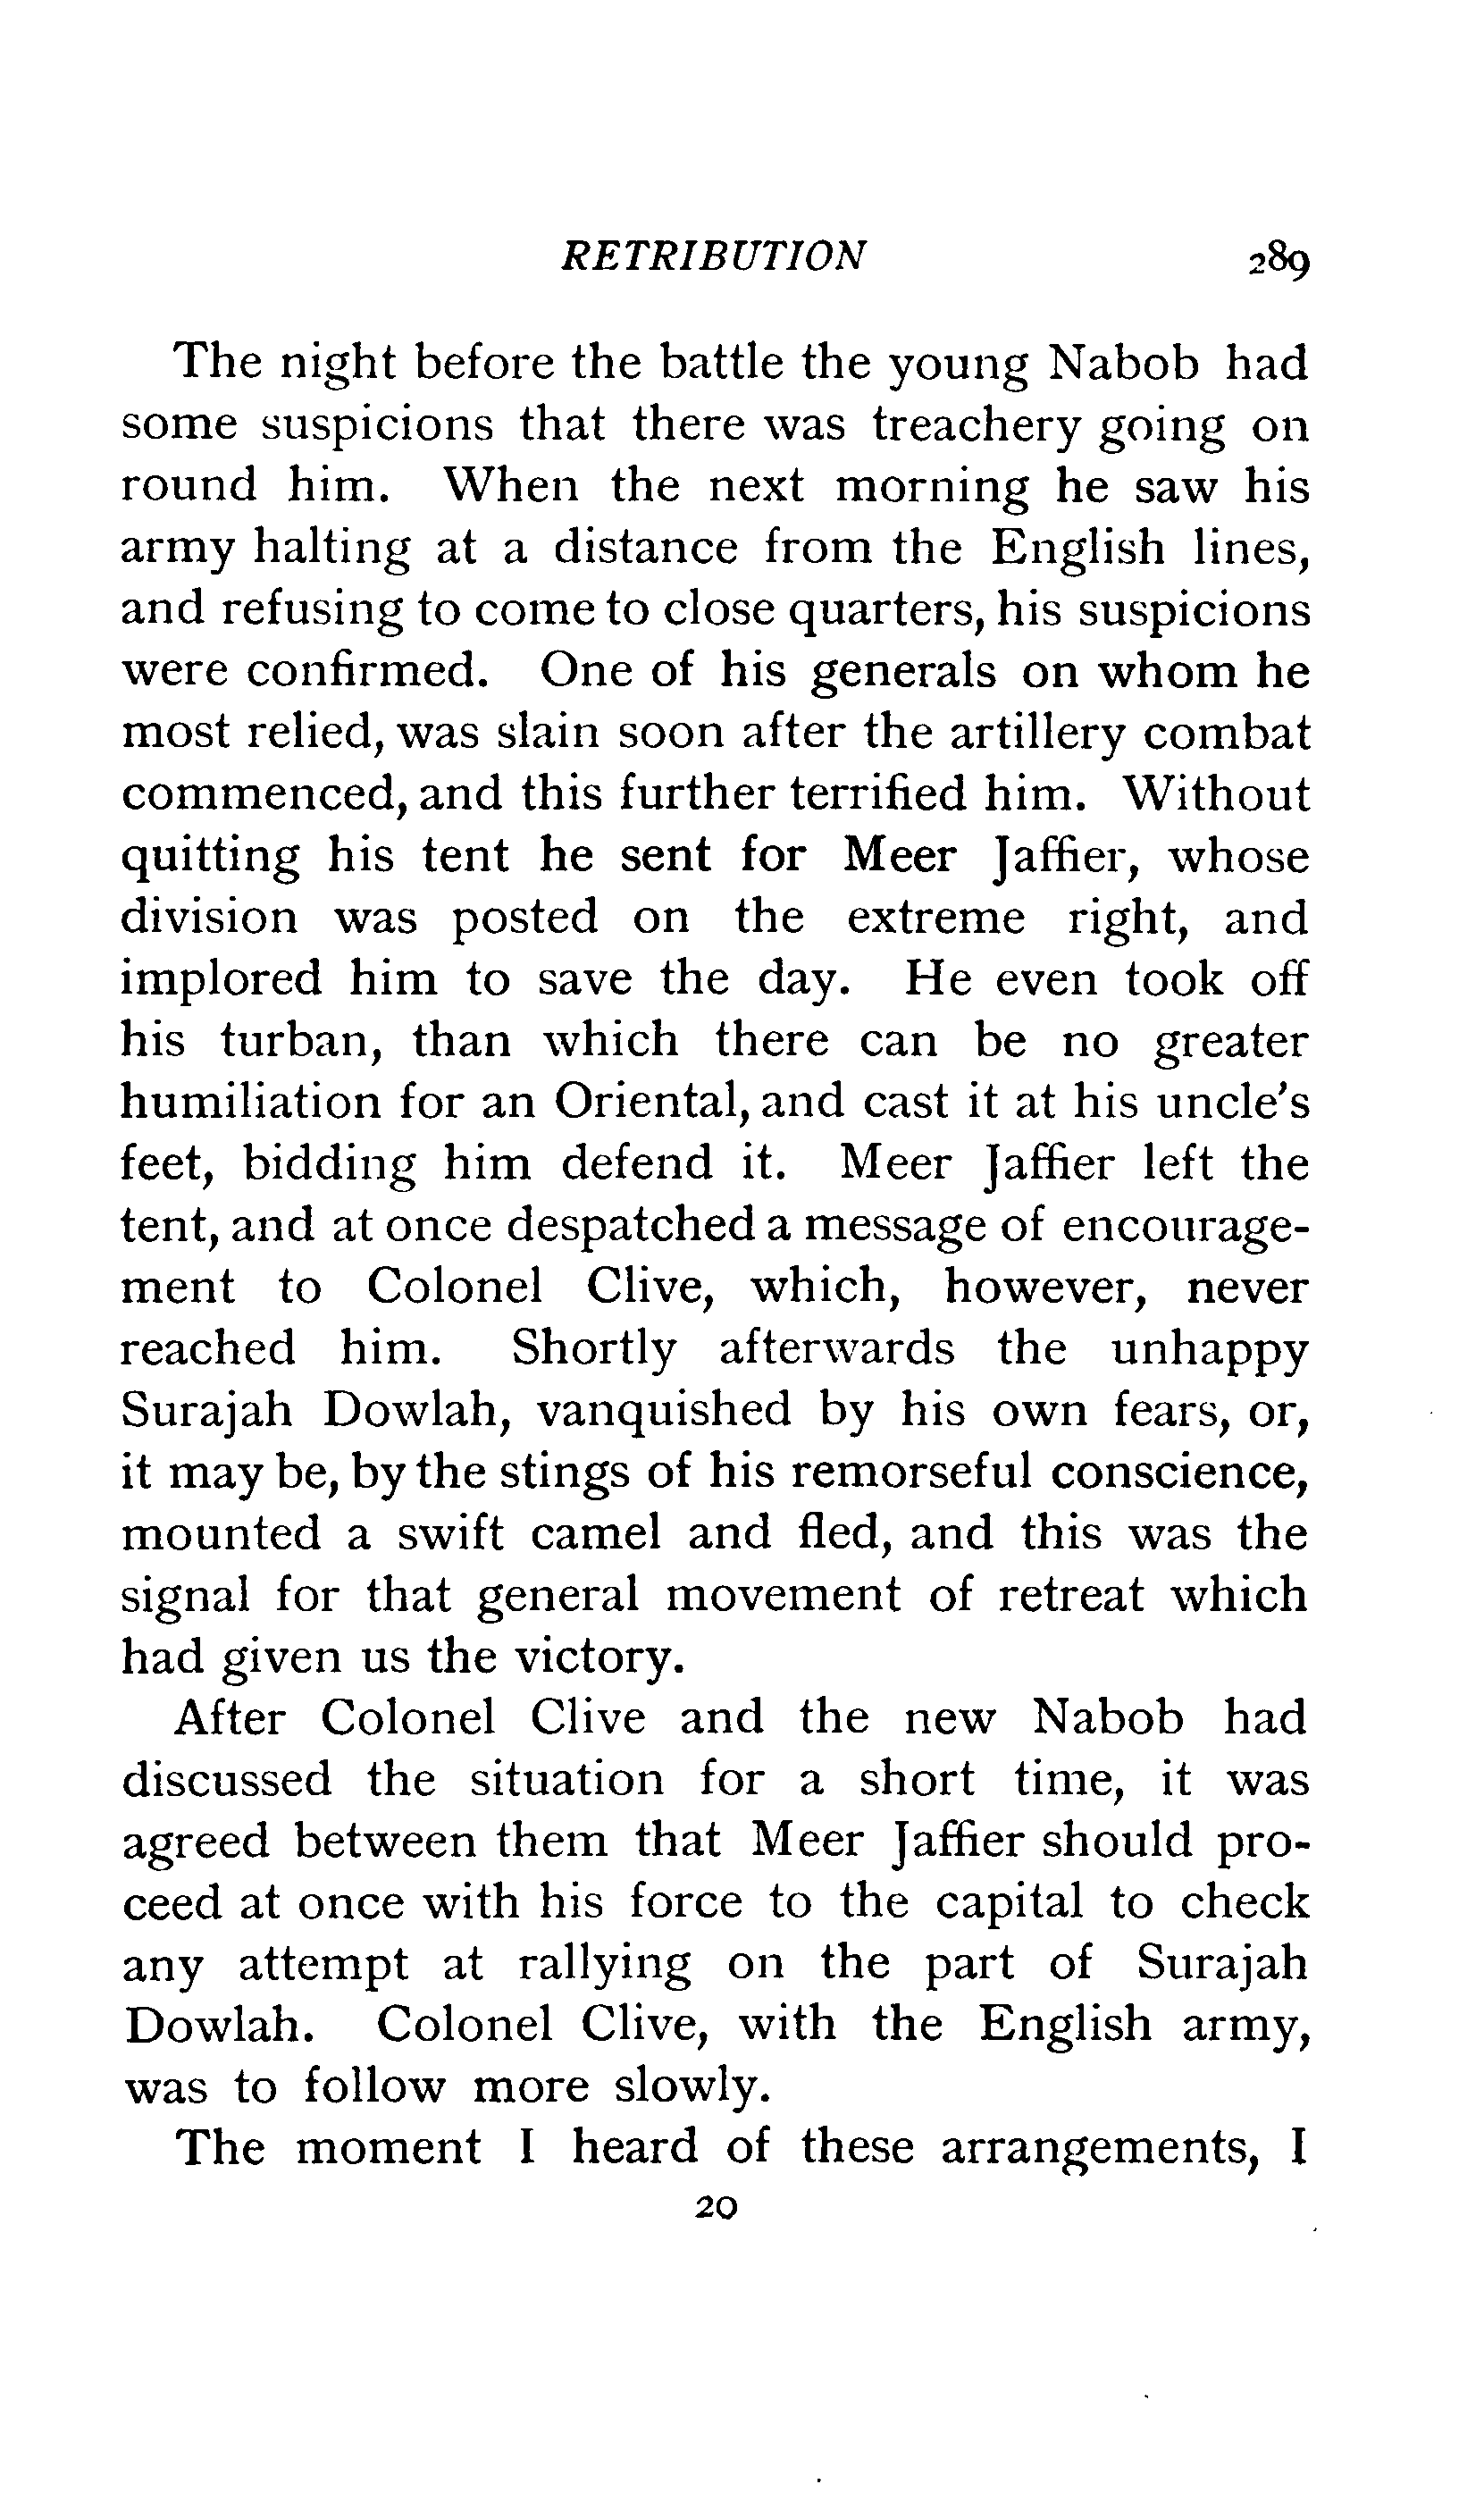 RETRIBUTION 289
The night before the battle the young Nabob had
some suspicions that there was treachery going on
round him. When the next morning he saw his
army halting at a distance from the English lines,
and refusing to come to close quarters, his suspicions
were confirmed. One of his generals on whom he
most relied, was slain soon after the artillery combat
commenced, and this further terrified him. Without
quitting his tent he sent for Meer Jaffier, whose
division was posted on the extreme right, and
implored him to save the day. He even took off
his turban, than which there can be no greater
humiliation for an Oriental, and cast it at his uncle's
feet, bidding him defend it. Meer Jaffier left the
tent, and at once despatched a message of encourage-
ment to Colonel Clive, which, however, never
reached him. Shortly afterwards the unhappy
Surajah Dowlah, vanquished by his own fears, or,
it may be, by the stings of his remorseful conscience,
mounted a swift camel and fled, and this was the
signal for that general movement of retreat which
had given us the victory.
After Colonel Clive and the new Nabob had
discussed the situation for a short time, it was
agreed between them that Meer Jaffier should pro-
ceed at once with his force to the capital to check
any attempt at rallying on the part of Surajah
Dowlah. Colonel Clive, with the English army,
was to follow more slowly.
The moment I heard of these arrangements, I
20